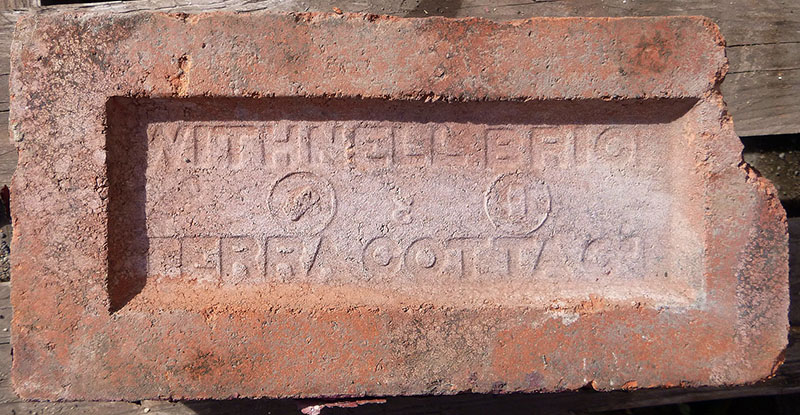 WITHNELL BRICK
&
TERRA COTTA Co